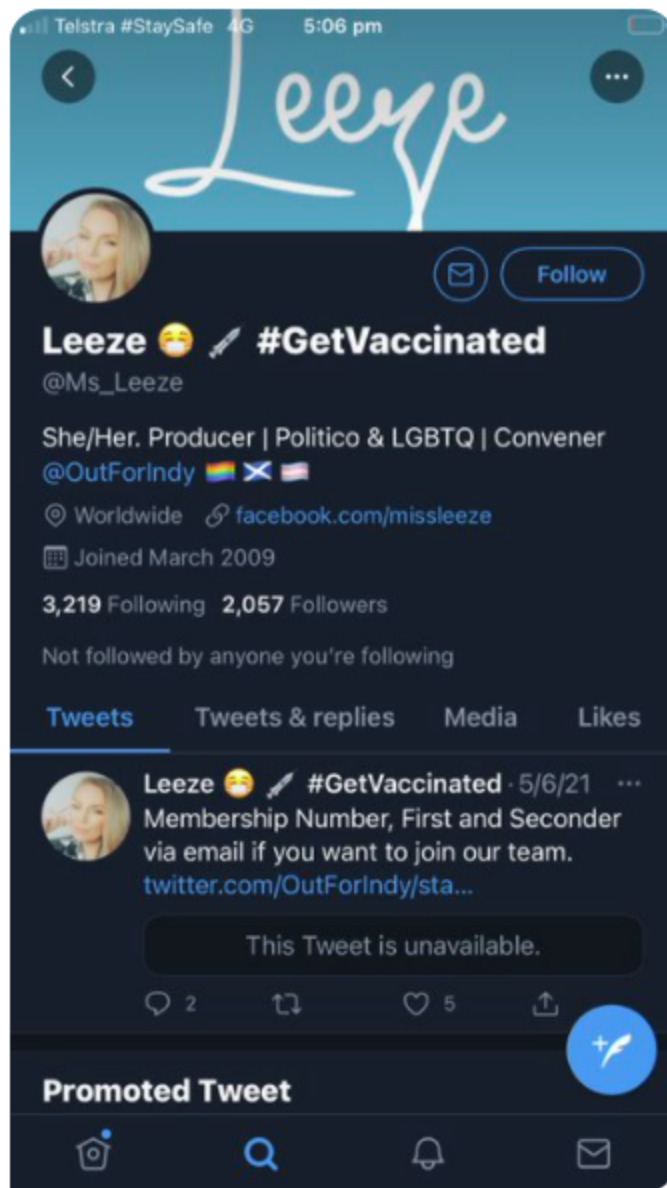 Telstra #StaySafe 4G 5:06 pm
Leeze
Follow
Leeze 😷 💉 #GetVaccinated
@Ms_Leeze
She/Her. Producer | Politico & LGBTQ | Convener
@OutForIndy 🏳️‍🌈 🏴󠁧󠁢󠁳󠁣󠁴󠁿 🏳️‍⚧️
Worldwide facebook.com/missleeze
Joined March 2009
3,219 Following 2,057 Followers
Not followed by anyone you're following
Tweets Tweets & replies Media Likes
Leeze 😷 💉 #GetVaccinated · 5/6/21 ...
Membership Number, First and Seconder
via email if you want to join our team.
twitter.com/OutForIndy/sta...
This Tweet is unavailable.
2 5
Promoted Tweet